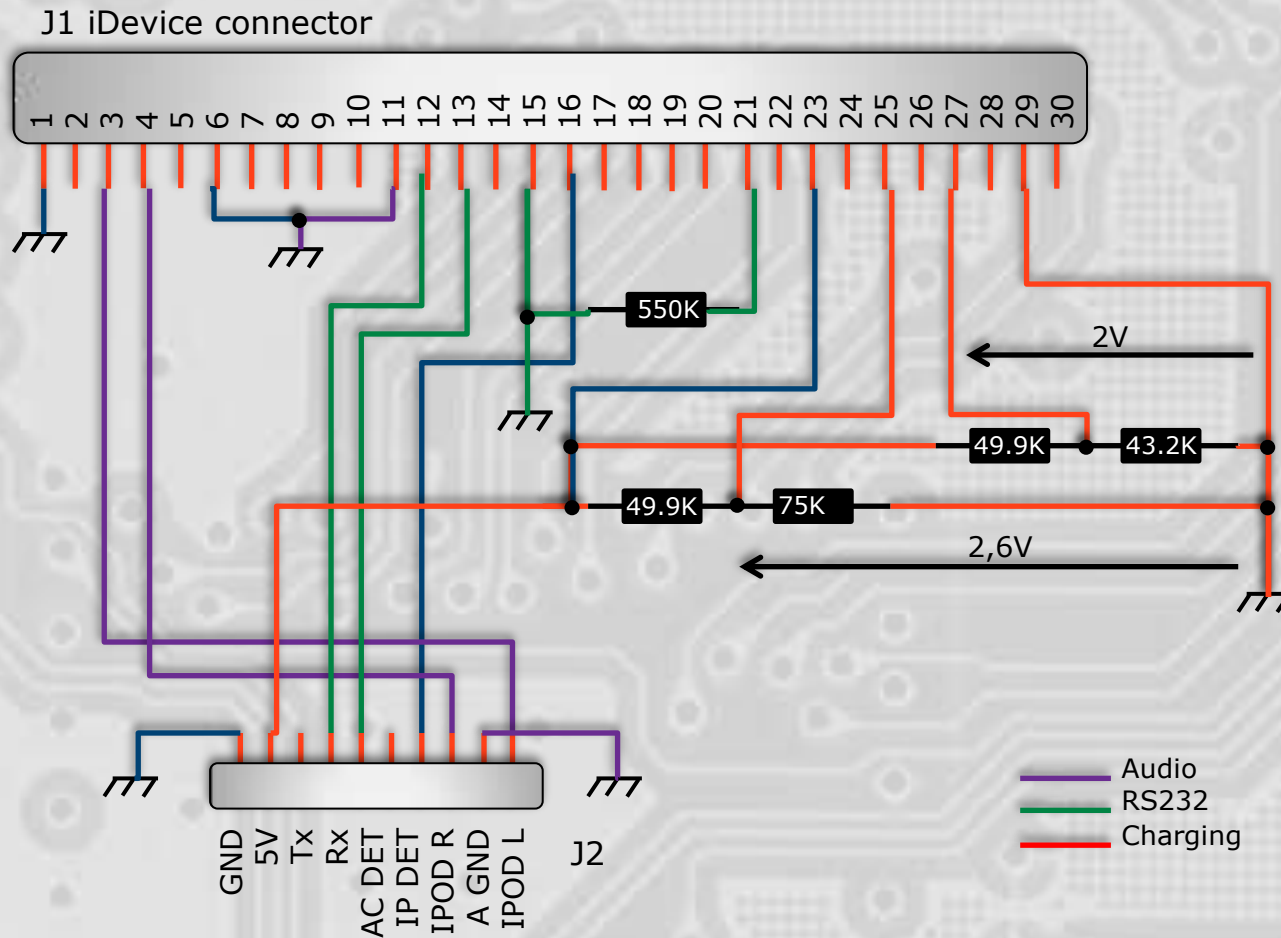 J1 iDevice connector
1 2 3 4 5 6 7 8 9 10 11 12 13 14 15 16 17 18 19 20 21 22 23 24 25 26 27 28 29 30
550K
2V
49.9K 43.2K
49.9K 75K
2,6V
Audio
RS232
Charging
GND
5V
Tx
Rx
AC DET
IP DET
IPOD R
A GND
IPOD L
J2